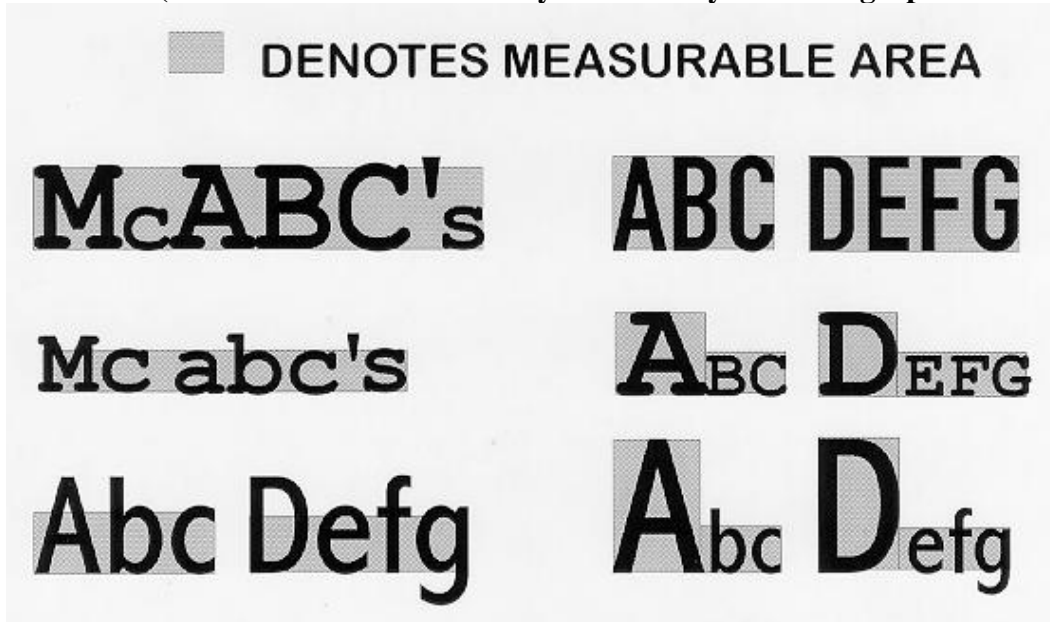 DENOTES MEASURABLE AREA
McABC's
ABC DEFG
Mc abc's
ABC DEFG
Abc Defg
Abc Defg